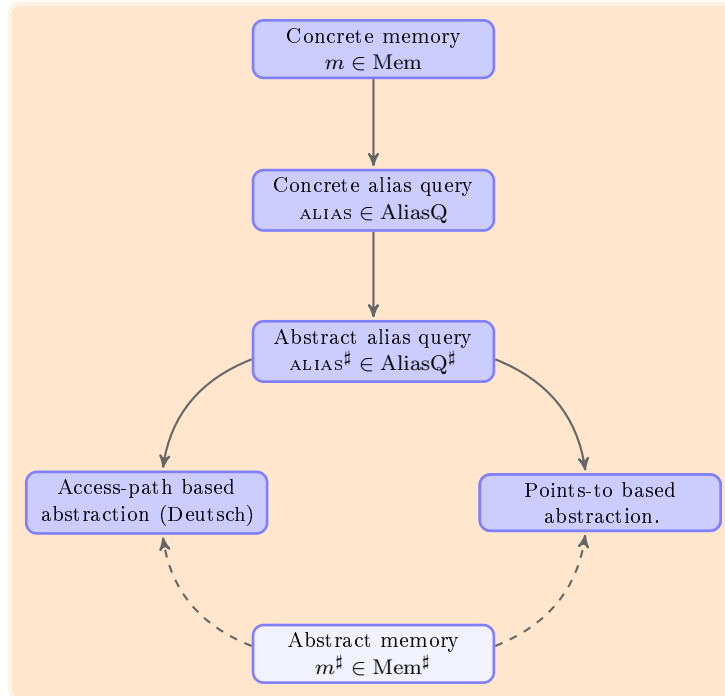 Concrete memory
m ∈ Mem
Concrete alias query
ALIAS ∈ AliasQ
Abstract alias query
ALIAS♯ ∈ AliasQ♯
Access-path based
abstraction (Deutsch)
Points-to based
abstraction.
Abstract memory
m♯ ∈ Mem♯